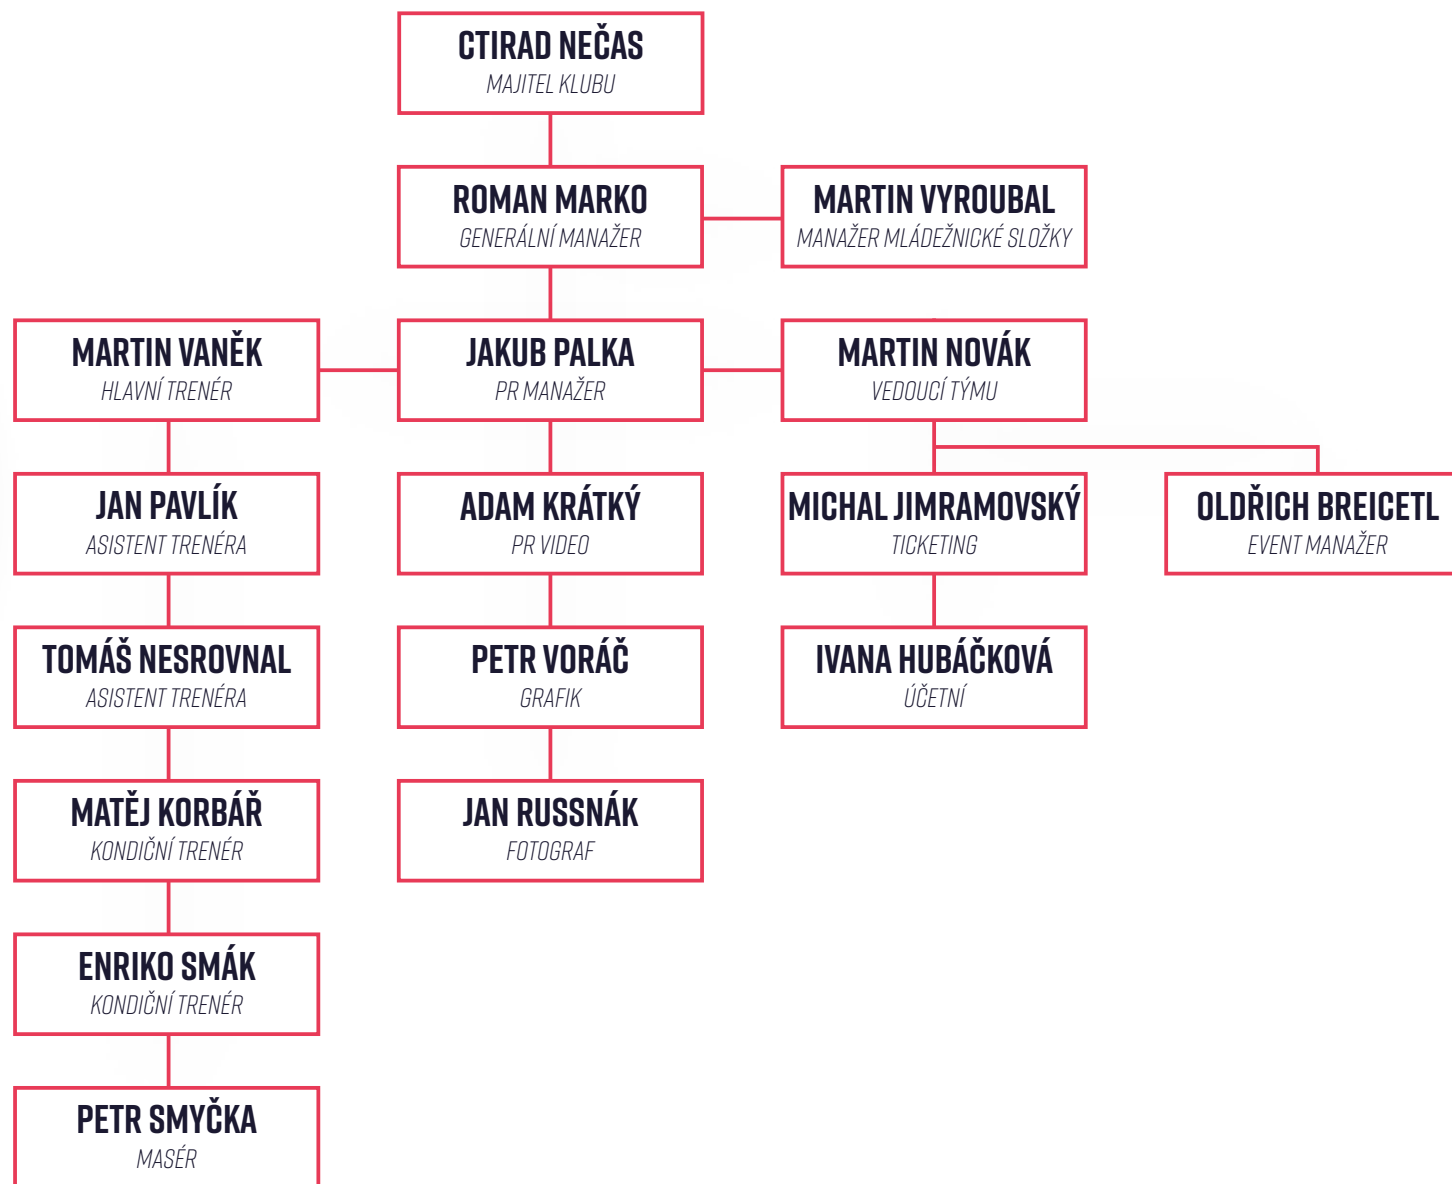 CTIRAD NEČAS
MAJITEL KLUBU
ROMAN MARKO
GENERÁLNÍ MANAŽER
MARTIN VYROUBAL
MANAŽER MLÁDEŽNICKÉ SLOŽKY
MARTIN VANĚK
HLAVNÍ TRENÉR
JAKUB PALKA
PR MANAŽER
MARTIN NOVÁK
VEDOUCÍ TÝMU
JAN PAVLÍK
ASISTENT TRENÉRA
ADAM KRÁTKÝ
PR VIDEO
MICHAL JIMRAMOVSKÝ
TICKETING
OLDŘICH BREICETL
EVENT MANAŽER
TOMÁŠ NESROVNAL
ASISTENT TRENÉRA
PETR VORÁČ
GRAFIK
IVANA HUBÁČKOVÁ
ÚČETNÍ
MATĚJ KORBÁŘ
KONDIČNÍ TRENÉR
JAN RUSSNÁK
FOTOGRAF
ENRIKO SMÁK
KONDIČNÍ TRENÉR
PETR SMYČKA
MASÉR